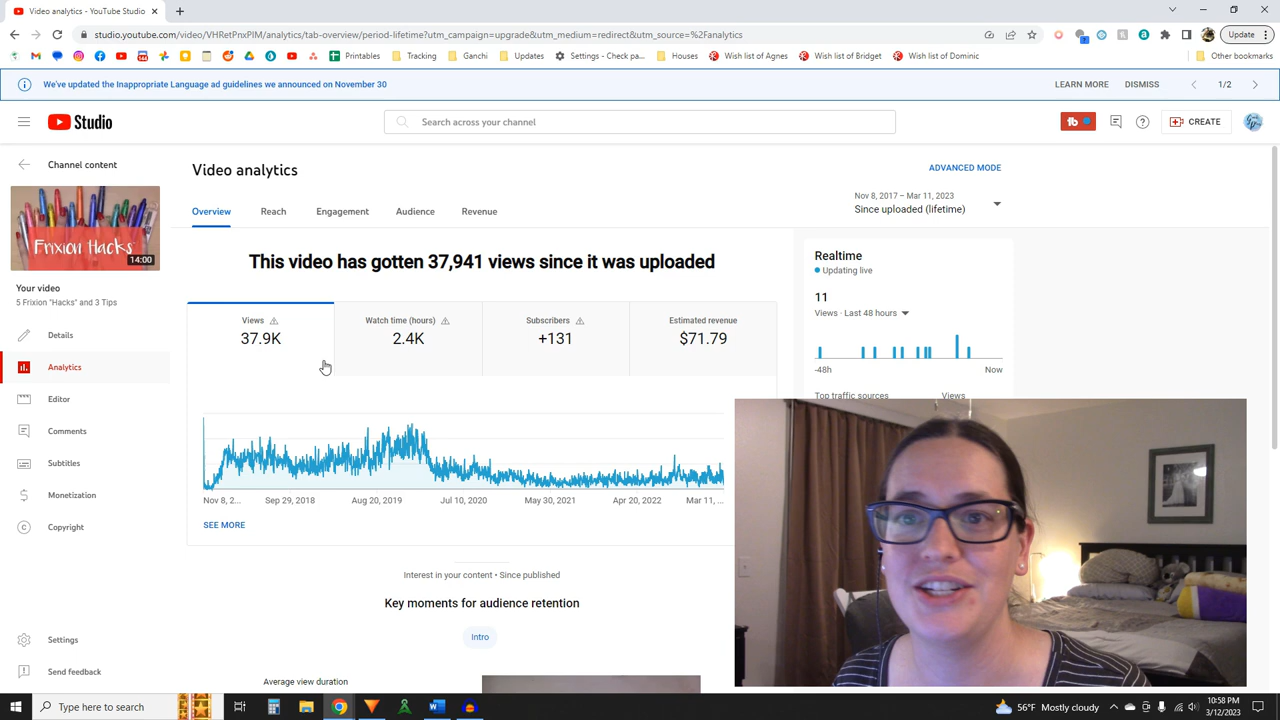 Video analytics - YouTube Studio
studio.youtube.com/video/VHRetPnxPIM/analytics/tab-overview/period-lifetime?utm_campaign=upgrade&utm_medium=redirect&utm_source=%2Fanalytics
Update
Printables
Tracking
Ganchi
Updates
Settings - Check pa...
Houses
Wish list of Agnes
Wish list of Bridget
Wish list of Dominic
Other bookmarks
We've updated the Inappropriate Language ad guidelines we announced on November 30
LEARN MORE
DISMISS
1/2
Studio
Search across your channel
tb
CREATE
Channel content
Frixion Hacks
14:00
Your video
5 Frixion "Hacks" and 3 Tips
Details
Analytics
Editor
Comments
Subtitles
Monetization
Copyright
Settings
Send feedback
Video analytics
ADVANCED MODE
Overview
Reach
Engagement
Audience
Revenue
Nov 8, 2017 – Mar 11, 2023
Since uploaded (lifetime)
This video has gotten 37,941 views since it was uploaded
Views
37.9K
Watch time (hours)
2.4K
Subscribers
+131
Estimated revenue
$71.79
Nov 8, 2...
Sep 29, 2018
Aug 20, 2019
Jul 10, 2020
May 30, 2021
Apr 20, 2022
Mar 11, ...
SEE MORE
Interest in your content • Since published
Key moments for audience retention
Intro
Average view duration
Realtime
Updating live
11
Views · Last 48 hours
-48h
Now
Top traffic sources
Views
Type here to search
56°F Mostly cloudy
10:58 PM
3/12/2023